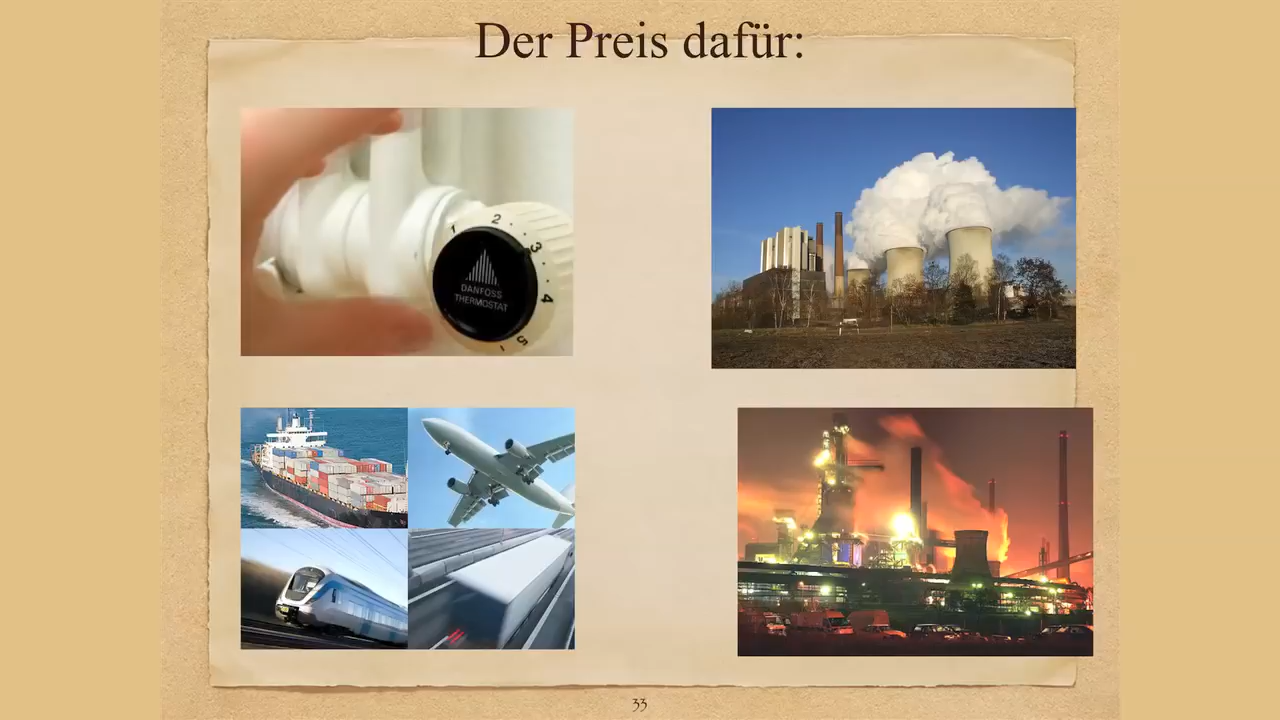 Der Preis dafür:
1 2 3 4 5
DANFOSS
THERMOSTAT
33